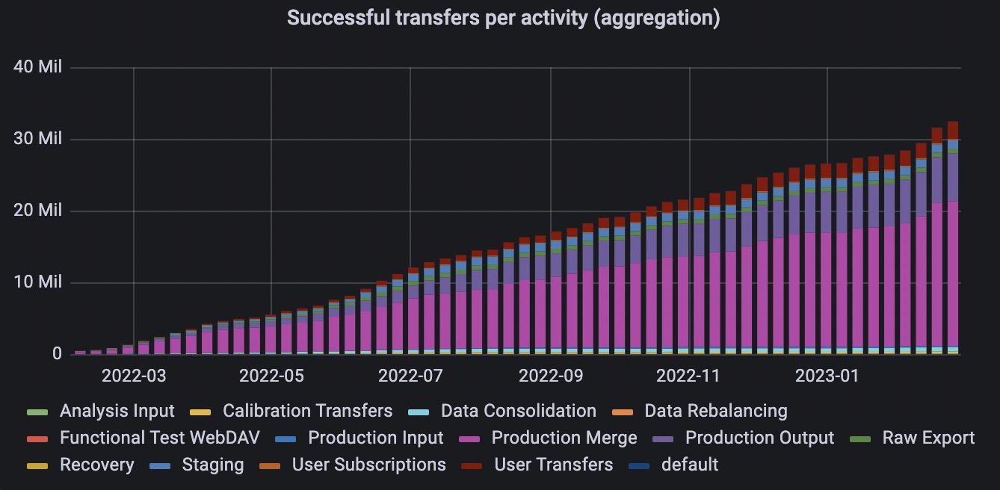 Successful transfers per activity (aggregation)
40 Mil
30 Mil
20 Mil
10 Mil
0
2022-03 2022-05 2022-07 2022-09 2022-11 2023-01
Analysis Input Calibration Transfers Data Consolidation Data Rebalancing
Functional Test WebDAV Production Input Production Merge Production Output Raw Export
Recovery Staging User Subscriptions User Transfers default